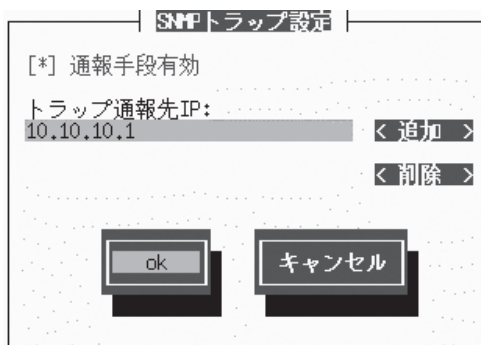 SNMPトラップ設定
[*] 通報手段有効
トラップ通報先IP:
10.10.10.1
< 追加 >
< 削除 >
ok
キャンセル